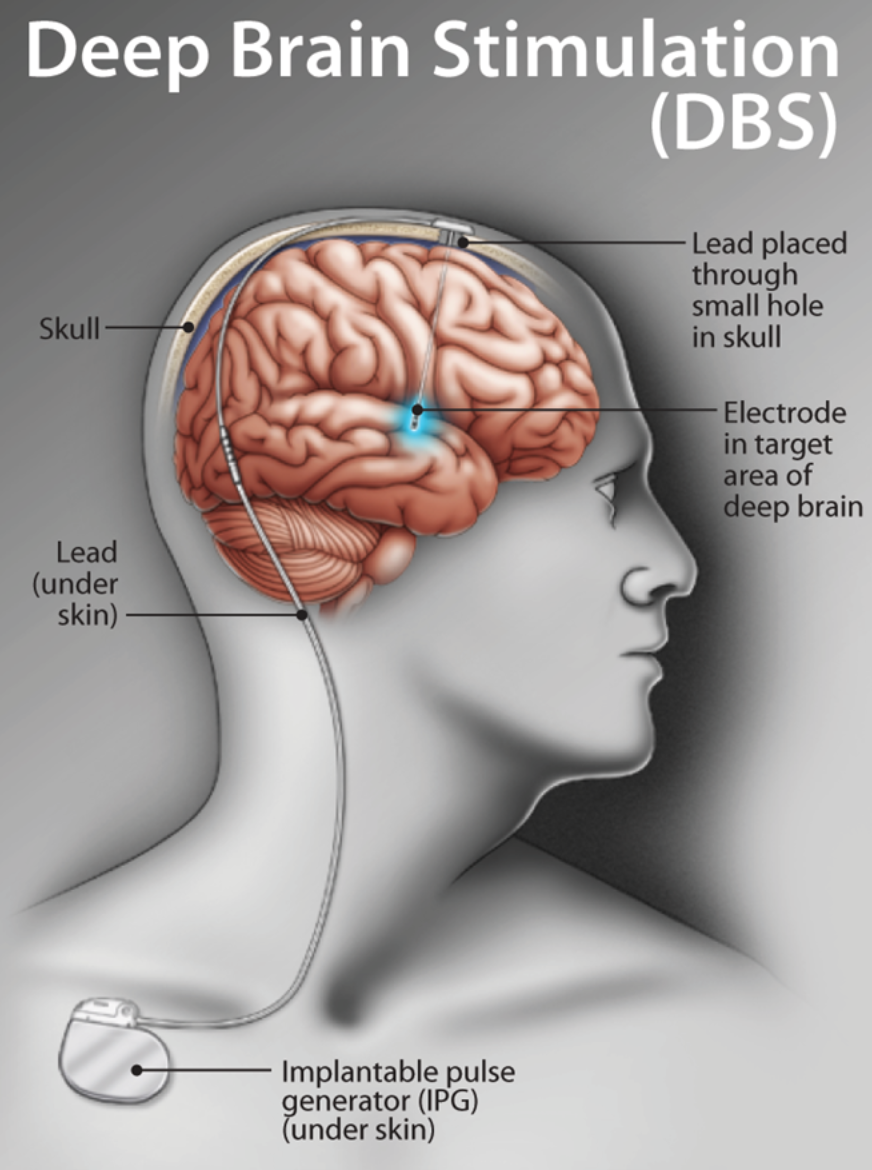 Deep Brain Stimulation
(DBS)
Lead placed
through
small hole
in skull
Skull
Electrode
in target
area of
deep brain
Lead
(under
skin)
Implantable pulse
generator (IPG)
(under skin)